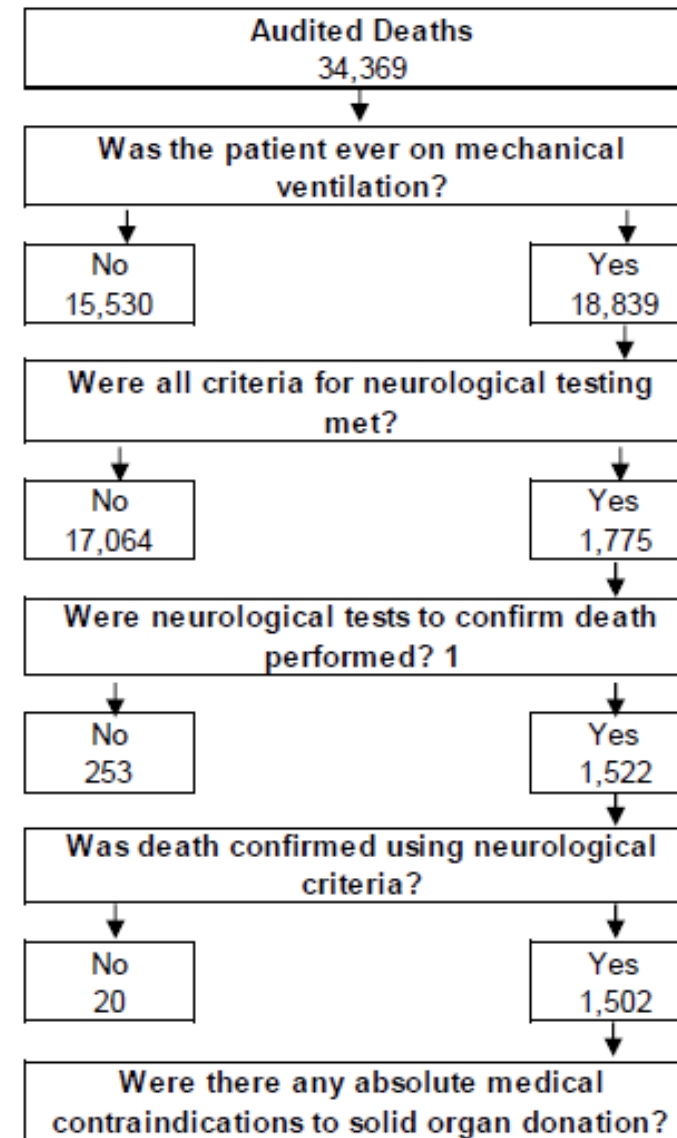 Audited Deaths
34,369
Was the patient ever on mechanical
ventilation?
No
15,530
Yes
18,839
Were all criteria for neurological testing
met?
No
17,064
Yes
1,775
Were neurological tests to confirm death
performed? 1
No
253
Yes
1,522
Was death confirmed using neurological
criteria?
No
20
Yes
1,502
Were there any absolute medical
contraindications to solid organ donation?